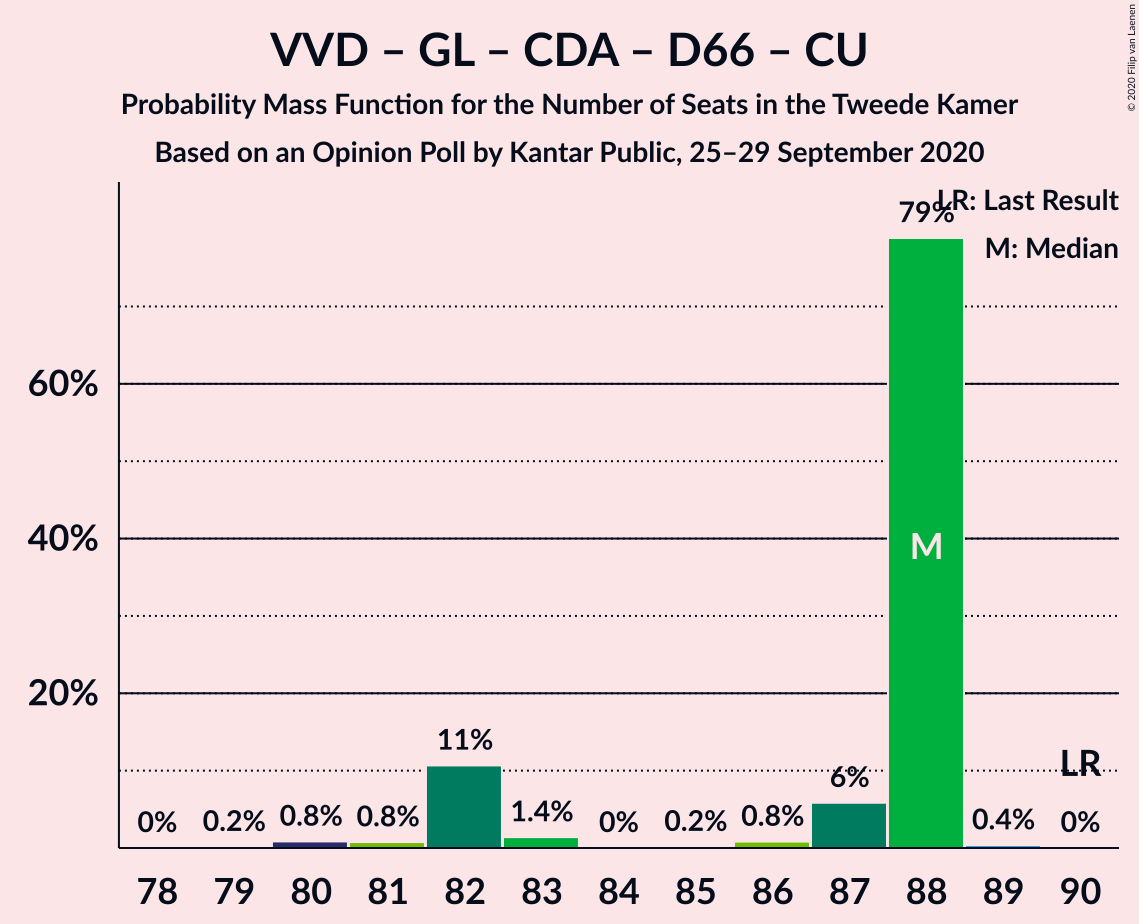 VVD – GL – CDA – D66 – CU
Probability Mass Function for the Number of Seats in the Tweede Kamer
Based on an Opinion Poll by Kantar Public, 25–29 September 2020
© 2020 Filip van Laenen
LR: Last Result
M: Median
79%
60%
40%
20%
M
LR
0%
0.2%
0.8%
0.8%
11%
1.4%
0%
0.2%
0.8%
6%
0.4%
0%
78 79 80 81 82 83 84 85 86 87 88 89 90